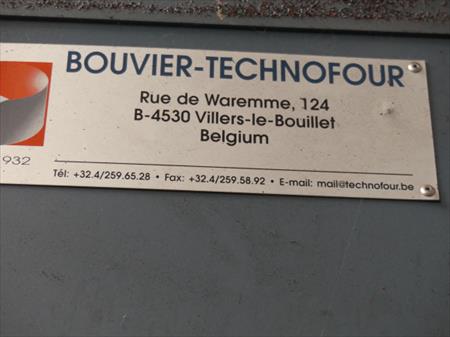 BOUVIER-TECHNOFOUR
Rue de Waremme, 124
B-4530 Villers-le-Bouillet
Belgium
932
Tél: +32.4/259.65.28 • Fax: +32.4/259.58.92 • E-mail: mail@technofour.be